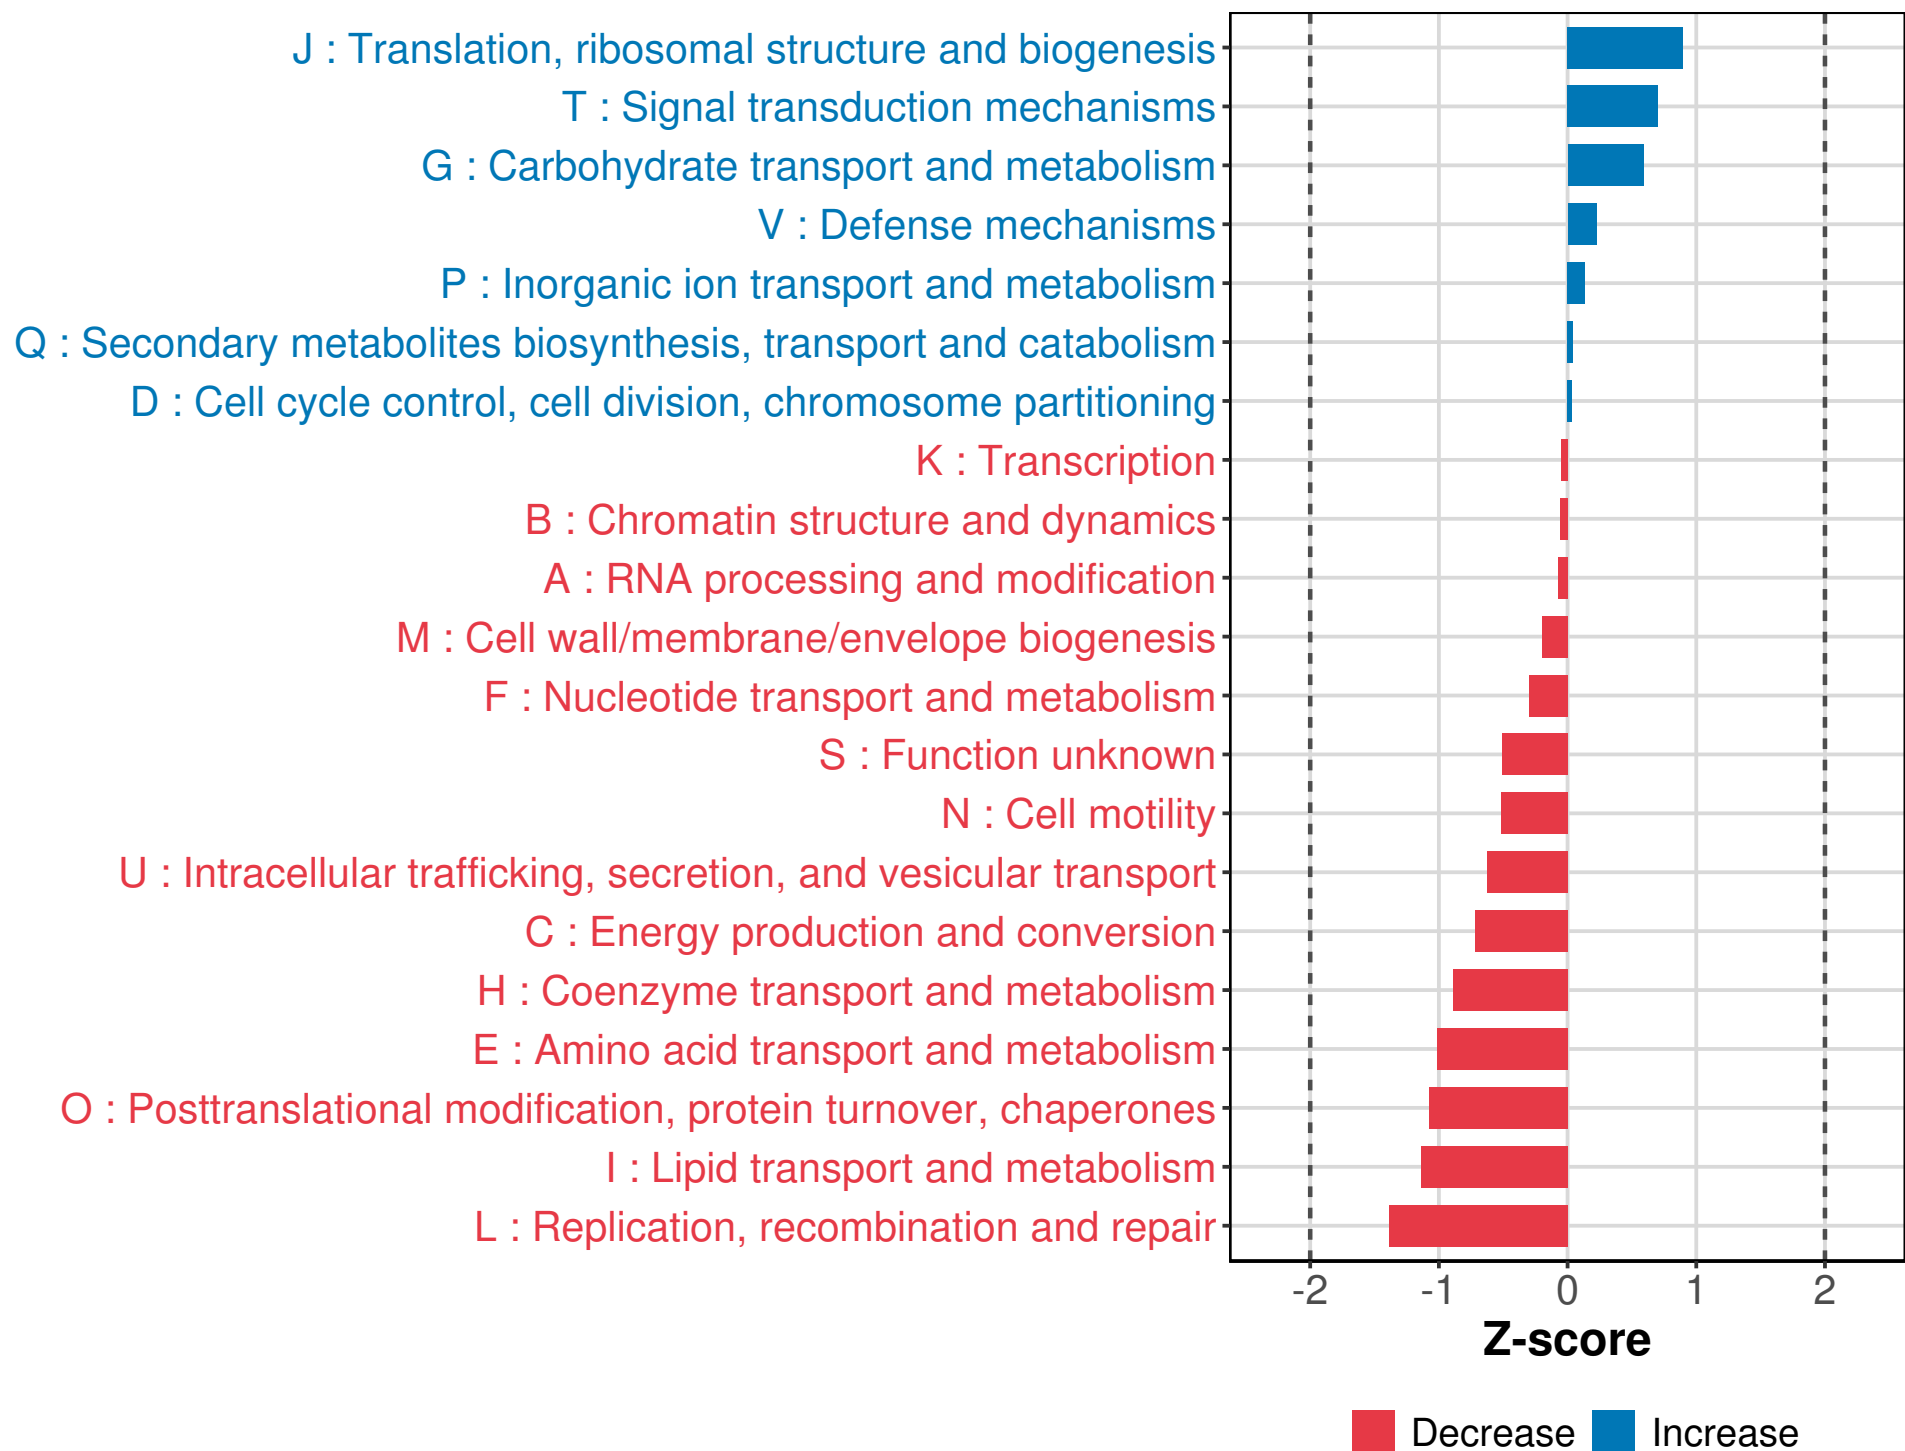 J : Translation, ribosomal structure and biogenesis
T : Signal transduction mechanisms
G : Carbohydrate transport and metabolism
V : Defense mechanisms
P : Inorganic ion transport and metabolism
Q : Secondary metabolites biosynthesis, transport and catabolism
D : Cell cycle control, cell division, chromosome partitioning
K : Transcription
B : Chromatin structure and dynamics
A : RNA processing and modification
M : Cell wall/membrane/envelope biogenesis
F : Nucleotide transport and metabolism
S : Function unknown
N : Cell motility
U : Intracellular trafficking, secretion, and vesicular transport
C : Energy production and conversion
H : Coenzyme transport and metabolism
E : Amino acid transport and metabolism
O : Posttranslational modification, protein turnover, chaperones
I : Lipid transport and metabolism
L : Replication, recombination and repair
-2 -1 0 1 2
Z-score
Decrease Increase